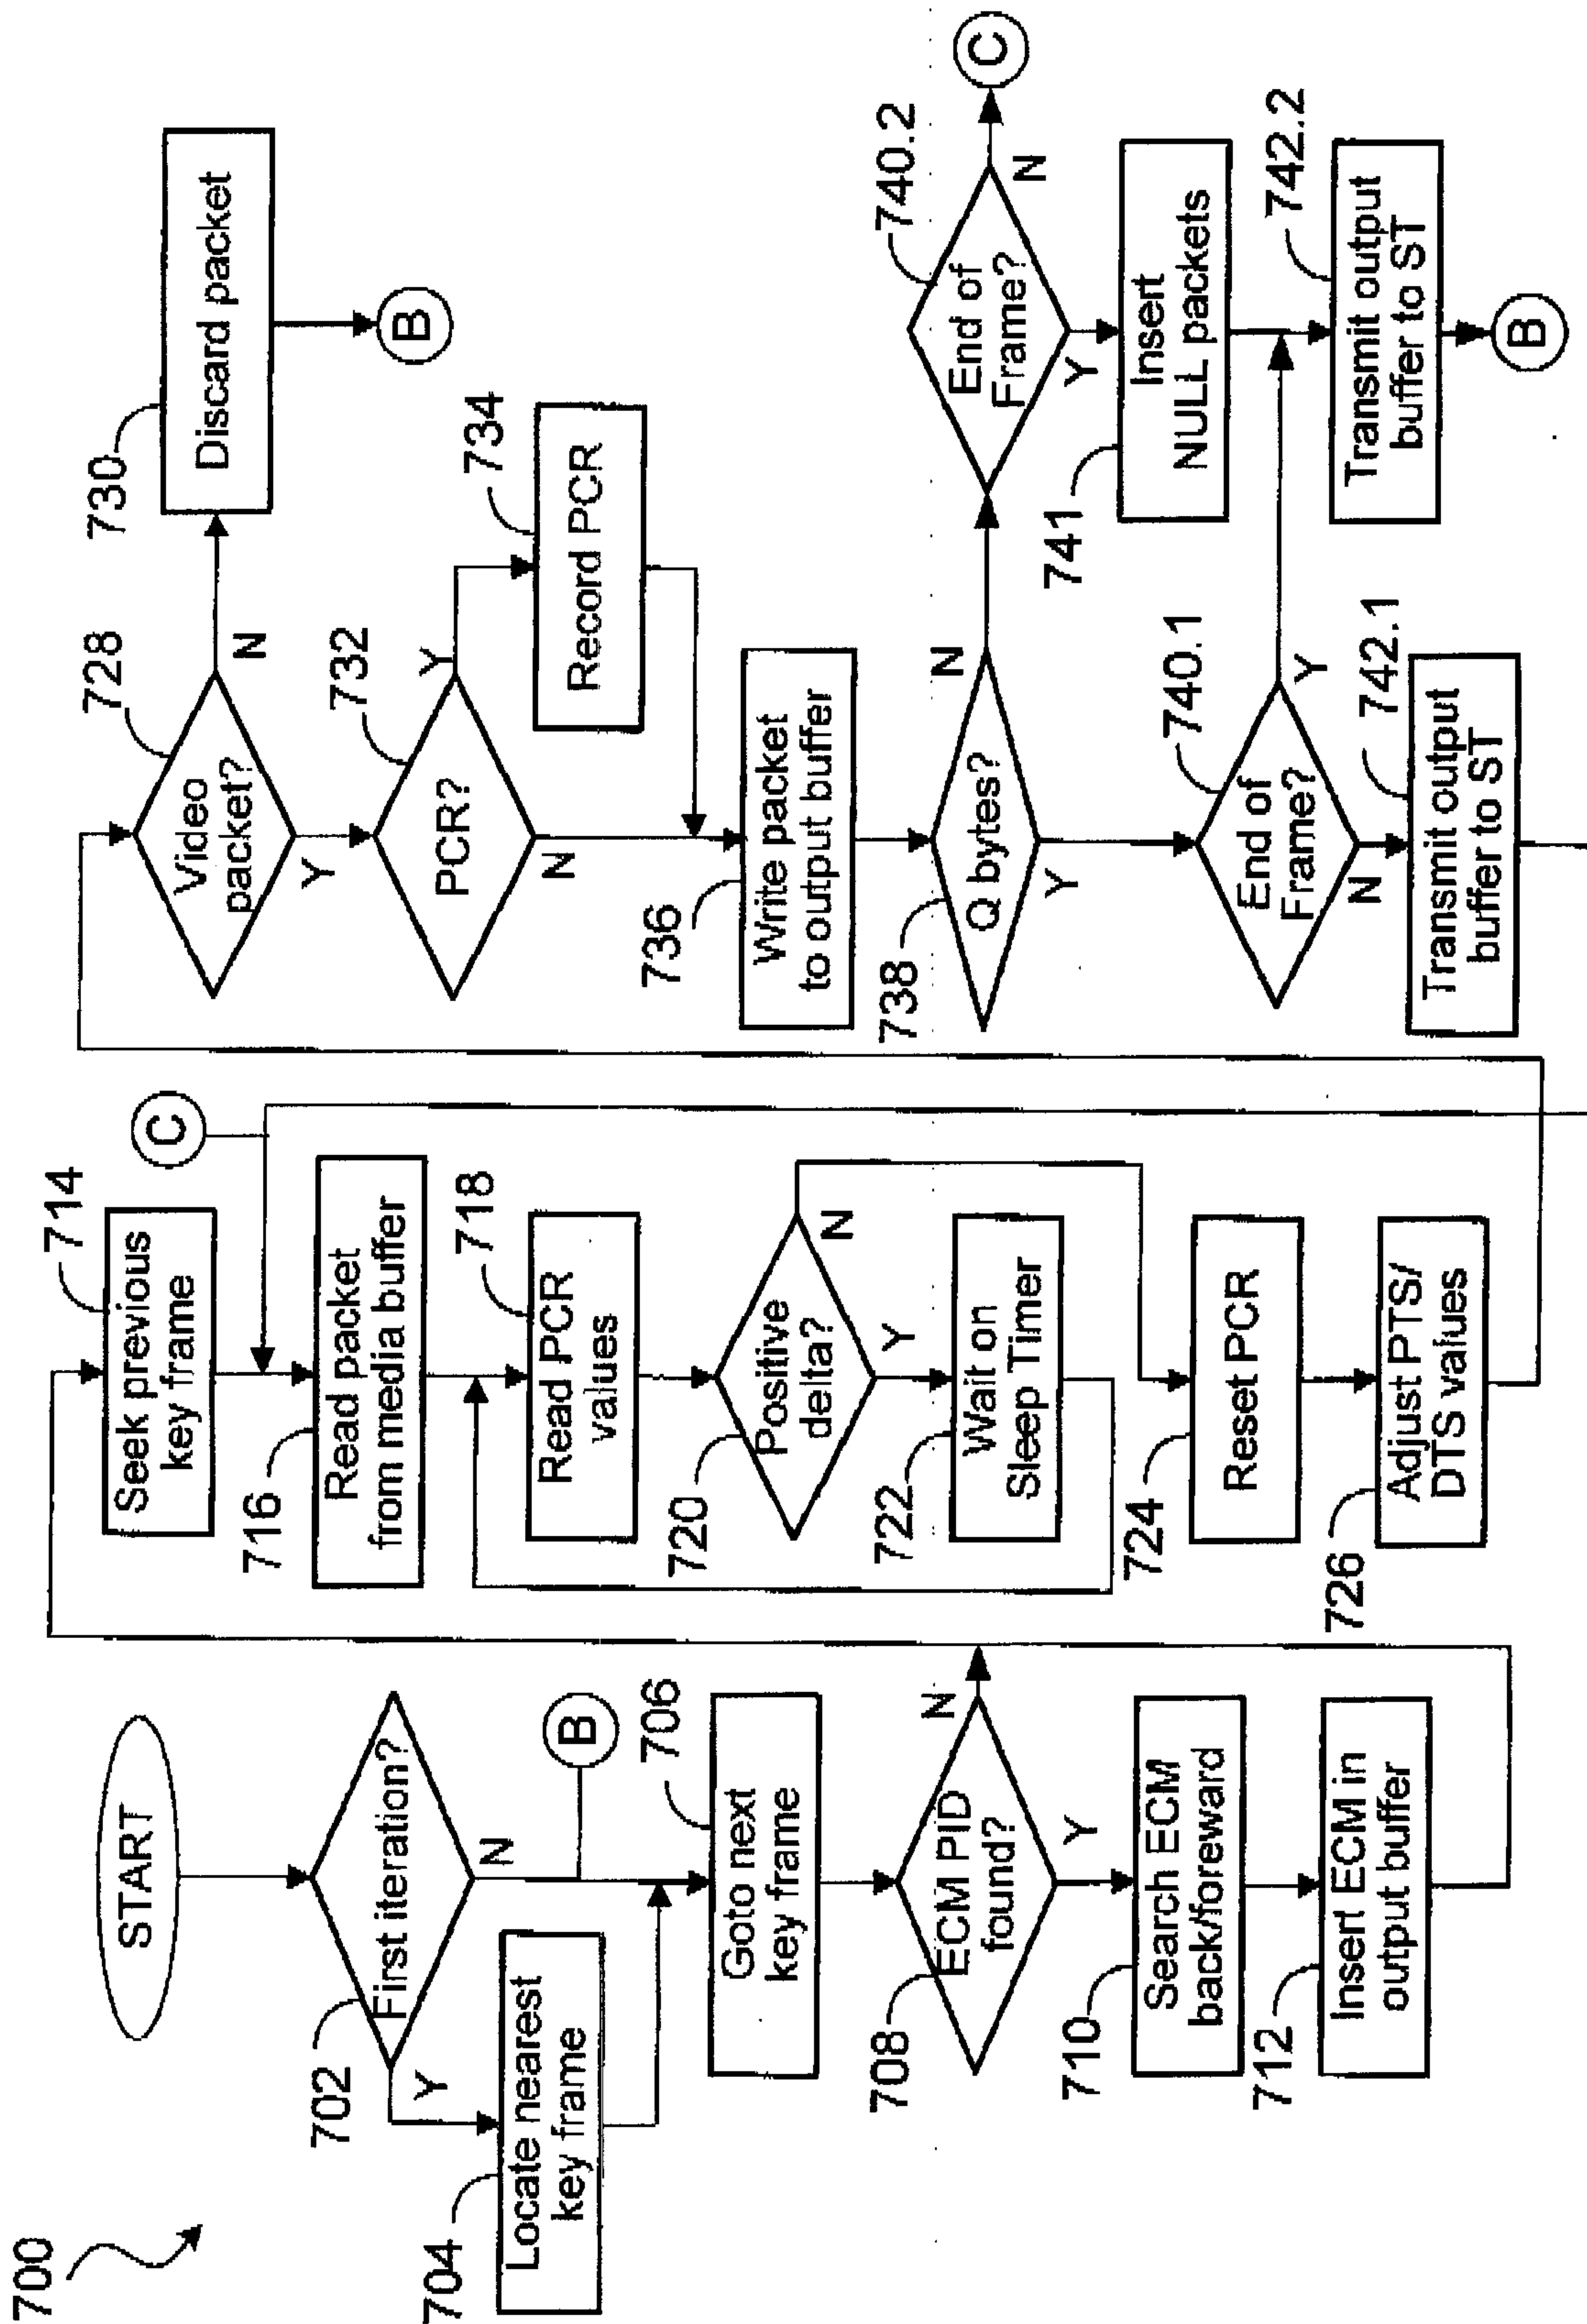 700
START
702
First iteration?
Y
N
704
Locate nearest
key frame
B
706
Goto next
key frame
708
ECM PID
found?
N
Y
710
Search ECM
back/foreward
712
Insert ECM in
output buffer
714
Seek previous
key frame
C
716
Read packet
from media buffer
718
Read PCR
values
720
Positive
delta?
N
Y
722
Wait on
Sleep Timer
724
Reset PCR
726
Adjust PTS/
DTS values
728
Video
packet?
N
Y
730
Discard packet
B
732
PCR?
Y
N
734
Record PCR
736
Write packet
to output buffer
738
Q bytes?
N
Y
740.1
End of
Frame?
Y
N
742.1
Transmit output
buffer to ST
740.2
End of
Frame?
N
C
Y
741
Insert
NULL packets
742.2
Transmit output
buffer to ST
B